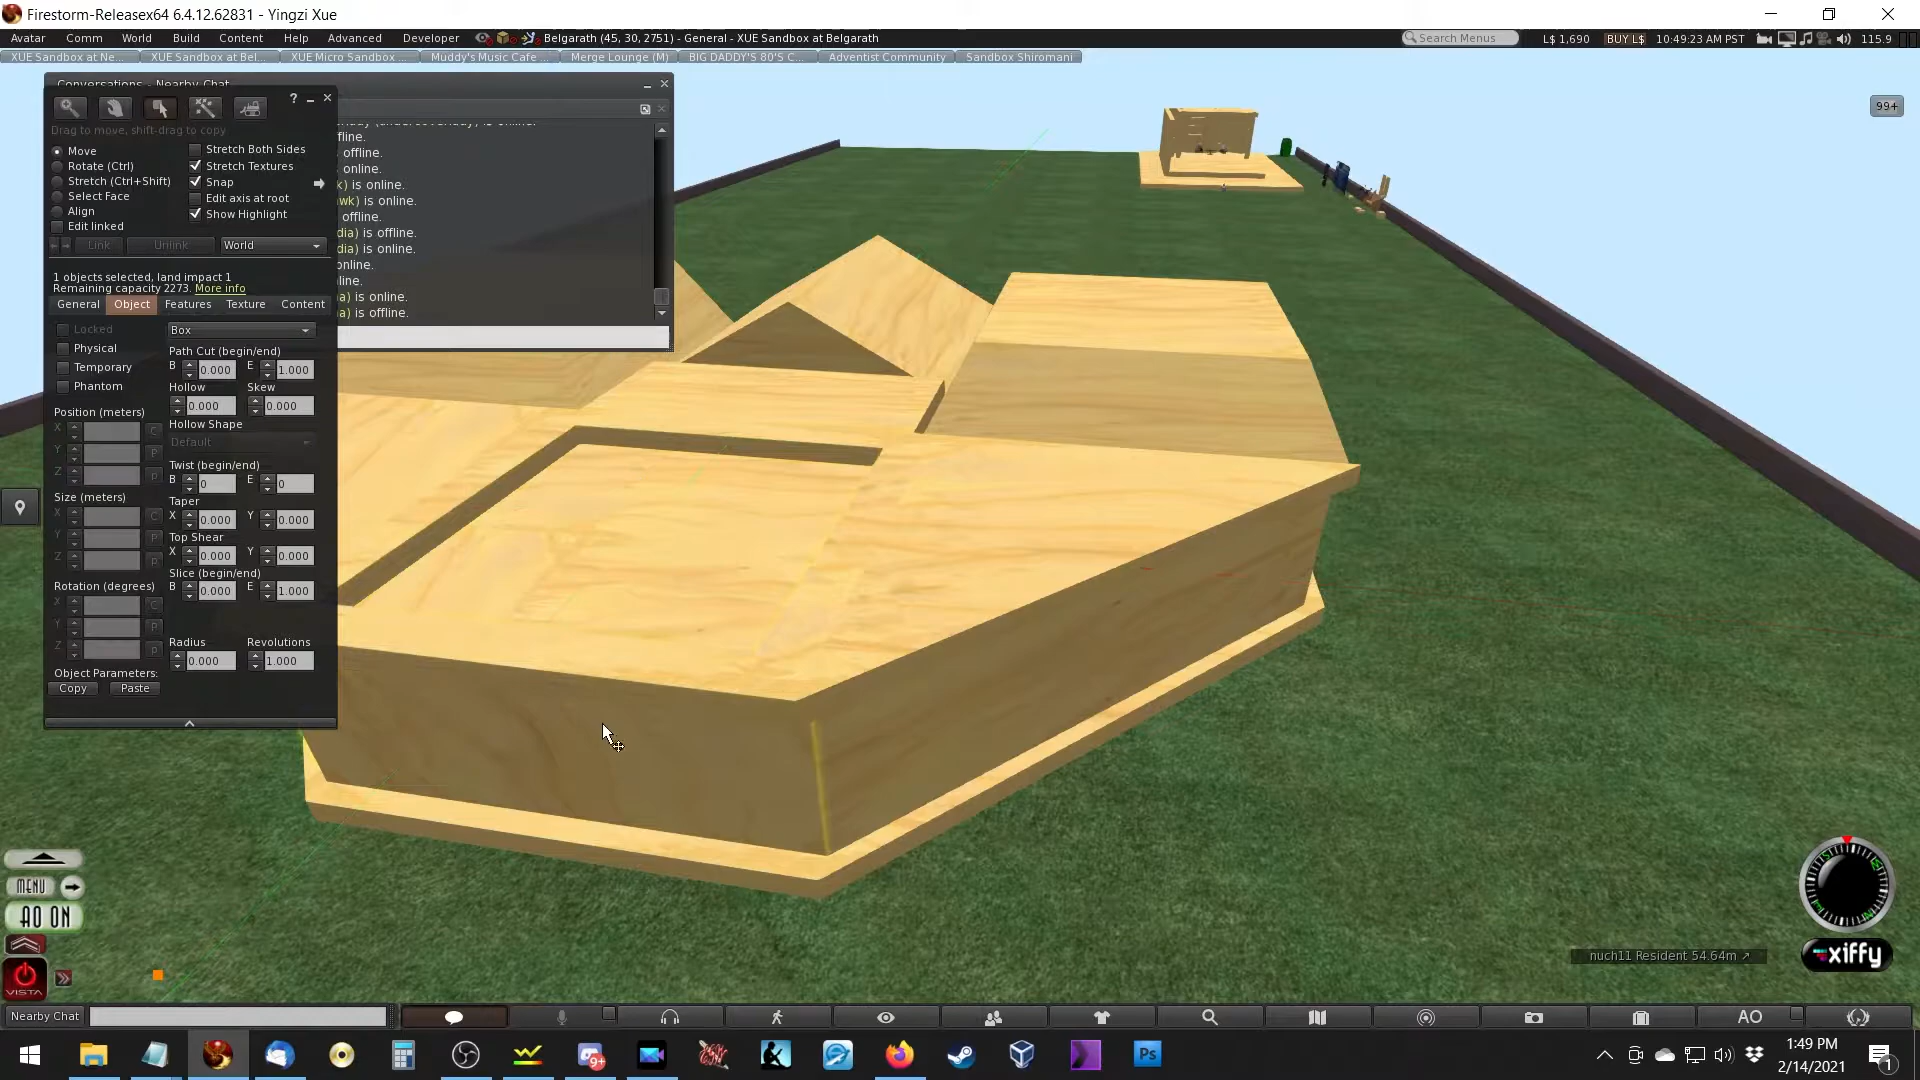 Firestorm-Releasex64 6.4.12.62831 - Yingzi Xue
Avatar Comm World Build Content Help Advanced Developer Belgarath (45, 30, 2751) - General - XUE Sandbox at Belgarath Search Menus L$ 1,690 BUY L$ 10:49:23 AM PST 115.9
XUE Sandbox at Ne... XUE Sandbox at Bel... XUE Micro Sandbox ... Muddy's Music Cafe ... Merge Lounge (M) BIG DADDY'S 80'S C... Adventist Community Sandbox Shiromani
Conversations - Nearby Chat
99+
Drag to move, shift-drag to copy
Move
Rotate (Ctrl)
Stretch (Ctrl+Shift)
Select Face
Align
Edit linked
Stretch Both Sides
Stretch Textures
Snap
Edit axis at root
Show Highlight
Link Unlink World
1 objects selected, land impact 1
Remaining capacity 2273. More info
General Object Features Texture Content
is online.
ffline.
offline.
online.
k) is online.
wk) is online.
offline.
dia) is offline.
dia) is online.
online.
line.
a) is online.
a) is offline.
Locked
Physical
Temporary
Phantom
Position (meters)
X C
Y P
Z p
Size (meters)
X C
Y P
Z p
Rotation (degrees)
X C
Y P
Z p
Object Parameters:
Copy Paste
Box
Path Cut (begin/end)
B 0.000 E 1.000
Hollow Skew
0.000 0.000
Hollow Shape
Default
Twist (begin/end)
B 0 E 0
Taper
X 0.000 Y 0.000
Top Shear
X 0.000 Y 0.000
Slice (begin/end)
B 0.000 E 1.000
Radius Revolutions
0.000 1.000
MENU
AO ON
VISTA
xiffy
nuch11 Resident 54.64m
Nearby Chat
AO
9+
Ps
1:49 PM
2/14/2021
1